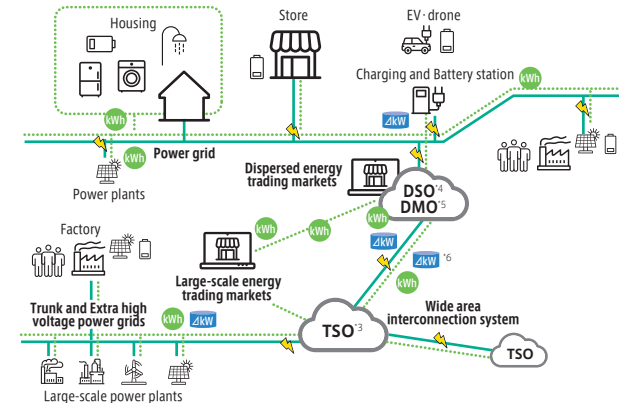 Housing
Store
EV·drone
Charging and Battery station
kWh
kWh
⊿kW
kWh
Power grid
Power plants
Dispersed energy
trading markets
DSO*4
DMO*5
kWh
kWh
kWh
⊿kW
⊿kW *6
kWh
Factory
Large-scale energy
trading markets
Trunk and Extra high
voltage power grids
kWh
⊿kW
TSO*3
Wide area
interconnection system
TSO
Large-scale power plants